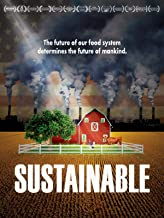 The future of our food system
determines the future of mankind.
SUSTAINABLE